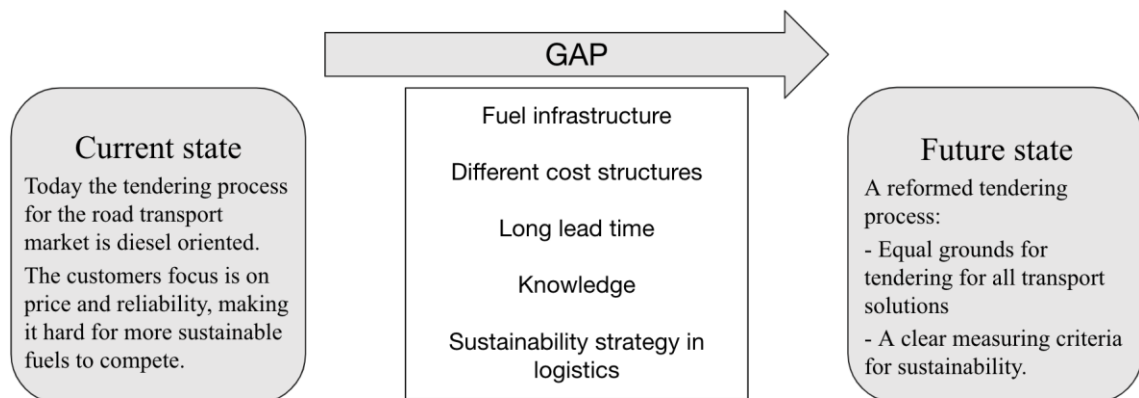 GAP
Current state
Today the tendering process
for the road transport
market is diesel oriented.
The customers focus is on
price and reliability, making
it hard for more sustainable
fuels to compete.
Fuel infrastructure
Different cost structures
Long lead time
Knowledge
Sustainability strategy in
logistics
Future state
A reformed tendering
process:
- Equal grounds for
tendering for all transport
solutions
- A clear measuring criteria
for sustainability.